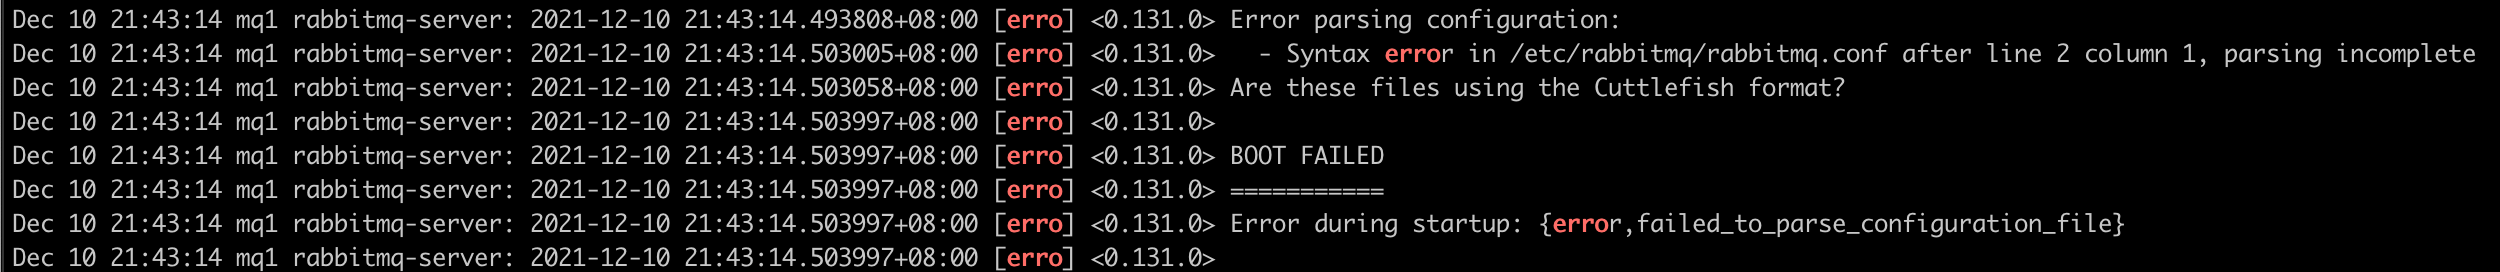 Dec 10 21:43:14 mq1 rabbitmq-server: 2021-12-10 21:43:14.493808+08:00 [erro] <0.131.0> Error parsing configuration:
Dec 10 21:43:14 mq1 rabbitmq-server: 2021-12-10 21:43:14.503005+08:00 [erro] <0.131.0>   - Syntax error in /etc/rabbitmq/rabbitmq.conf after line 2 column 1, parsing incomplete
Dec 10 21:43:14 mq1 rabbitmq-server: 2021-12-10 21:43:14.503058+08:00 [erro] <0.131.0> Are these files using the Cuttlefish format?
Dec 10 21:43:14 mq1 rabbitmq-server: 2021-12-10 21:43:14.503997+08:00 [erro] <0.131.0>
Dec 10 21:43:14 mq1 rabbitmq-server: 2021-12-10 21:43:14.503997+08:00 [erro] <0.131.0> BOOT FAILED
Dec 10 21:43:14 mq1 rabbitmq-server: 2021-12-10 21:43:14.503997+08:00 [erro] <0.131.0> ===========
Dec 10 21:43:14 mq1 rabbitmq-server: 2021-12-10 21:43:14.503997+08:00 [erro] <0.131.0> Error during startup: {error,failed_to_parse_configuration_file}
Dec 10 21:43:14 mq1 rabbitmq-server: 2021-12-10 21:43:14.503997+08:00 [erro] <0.131.0>